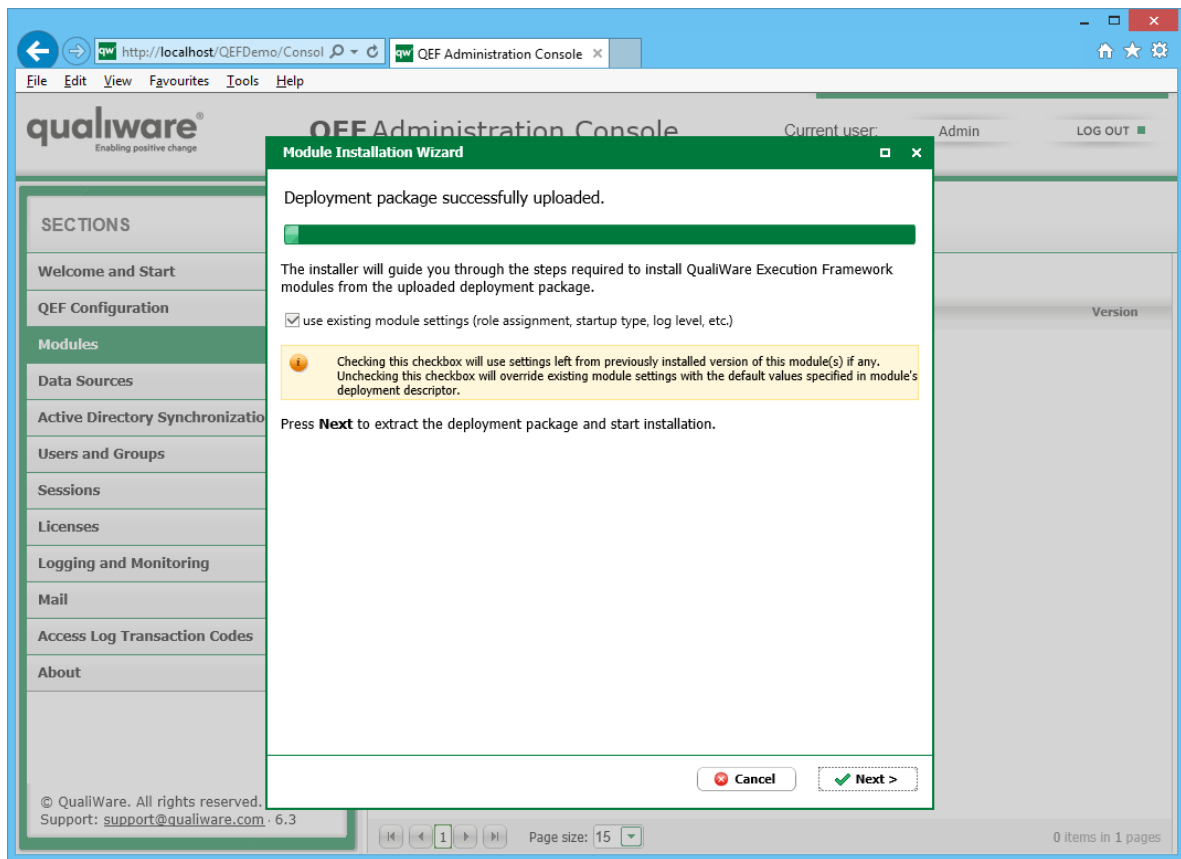 http://localhost/QEFDemo/Consol
QEF Administration Console
File Edit View Favourites Tools Help
qualiware®
Enabling positive change
QEF Administration Console
Current user:
Admin
LOG OUT
Module Installation Wizard
Deployment package successfully uploaded.
The installer will guide you through the steps required to install QualiWare Execution Framework
modules from the uploaded deployment package.
use existing module settings (role assignment, startup type, log level, etc.)
Checking this checkbox will use settings left from previously installed version of this module(s) if any.
Unchecking this checkbox will override existing module settings with the default values specified in module's
deployment descriptor.
Press Next to extract the deployment package and start installation.
Cancel
Next >
SECTIONS
Welcome and Start
QEF Configuration
Modules
Data Sources
Active Directory Synchronizatio
Users and Groups
Sessions
Licenses
Logging and Monitoring
Mail
Access Log Transaction Codes
About
© QualiWare. All rights reserved.
Support: support@qualiware.com · 6.3
Version
1
Page size: 15
0 items in 1 pages